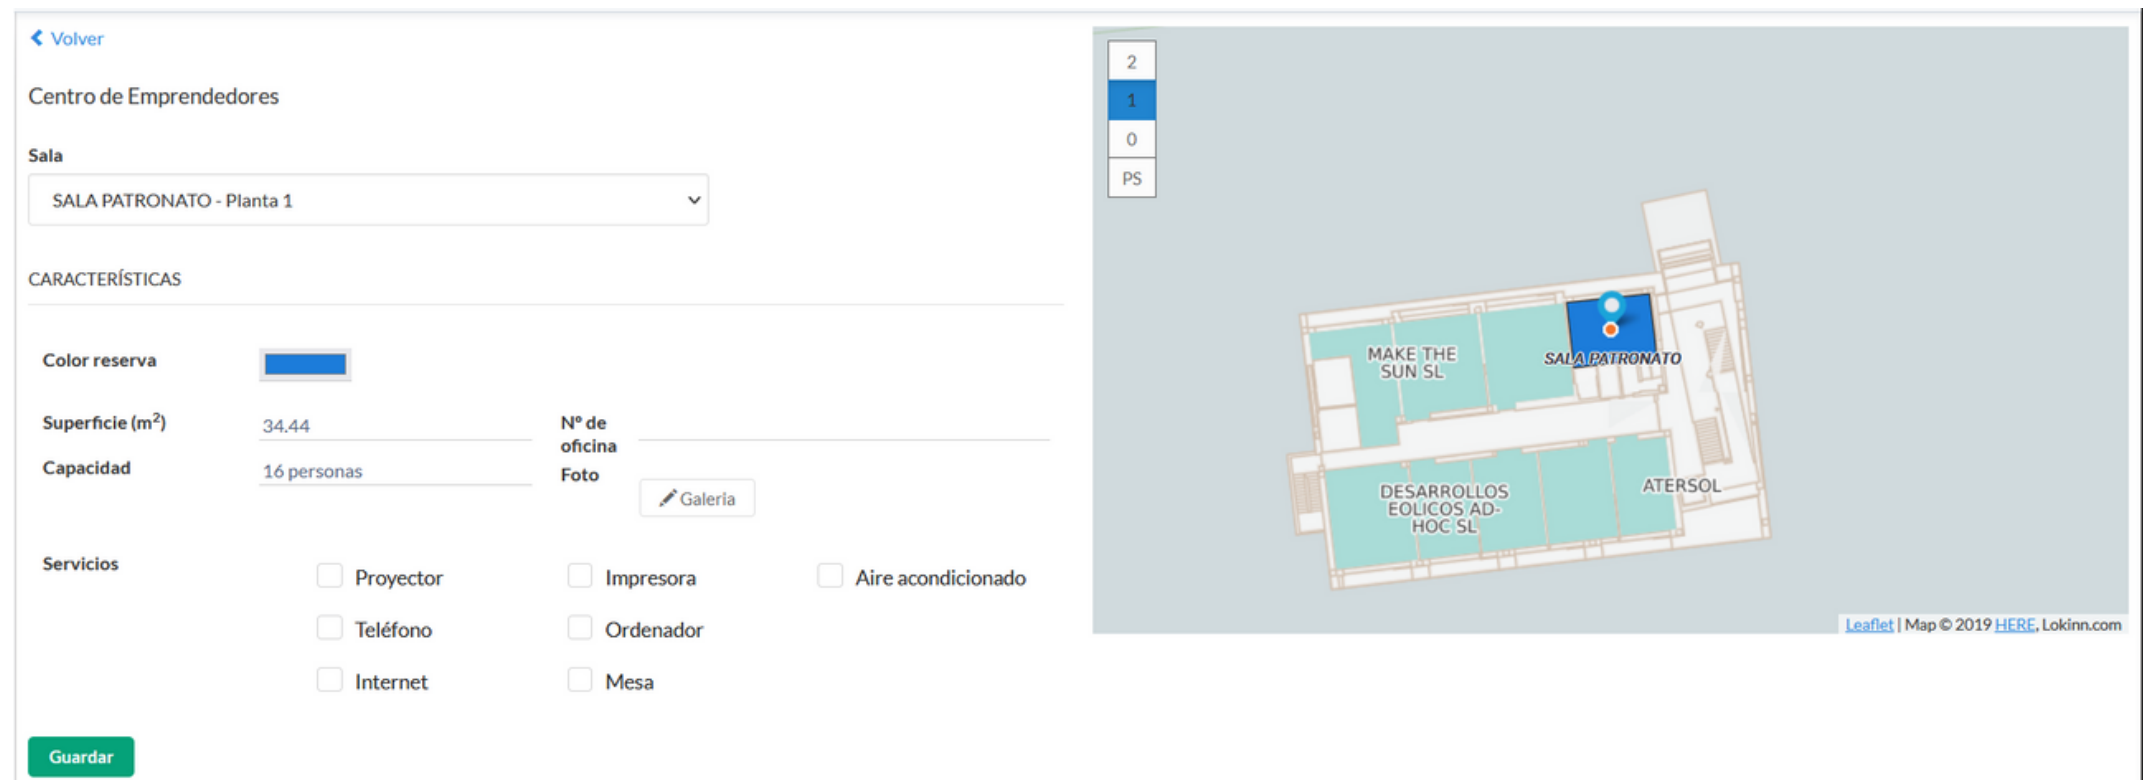 Volver
Centro de Emprendedores
Sala
SALA PATRONATO - Planta 1
CARACTERÍSTICAS
Color reserva
Superficie (m²)
34.44
Nº de
oficina
Capacidad
16 personas
Foto
Galeria
Servicios
Proyector
Impresora
Aire acondicionado
Teléfono
Ordenador
Internet
Mesa
Guardar
2
1
0
PS
MAKE THE
SUN SL
SALA PATRONATO
DESARROLLOS
EOLICOS AD-
HOC SL
ATERSOL
Leaflet | Map © 2019 HERE, Lokinn.com